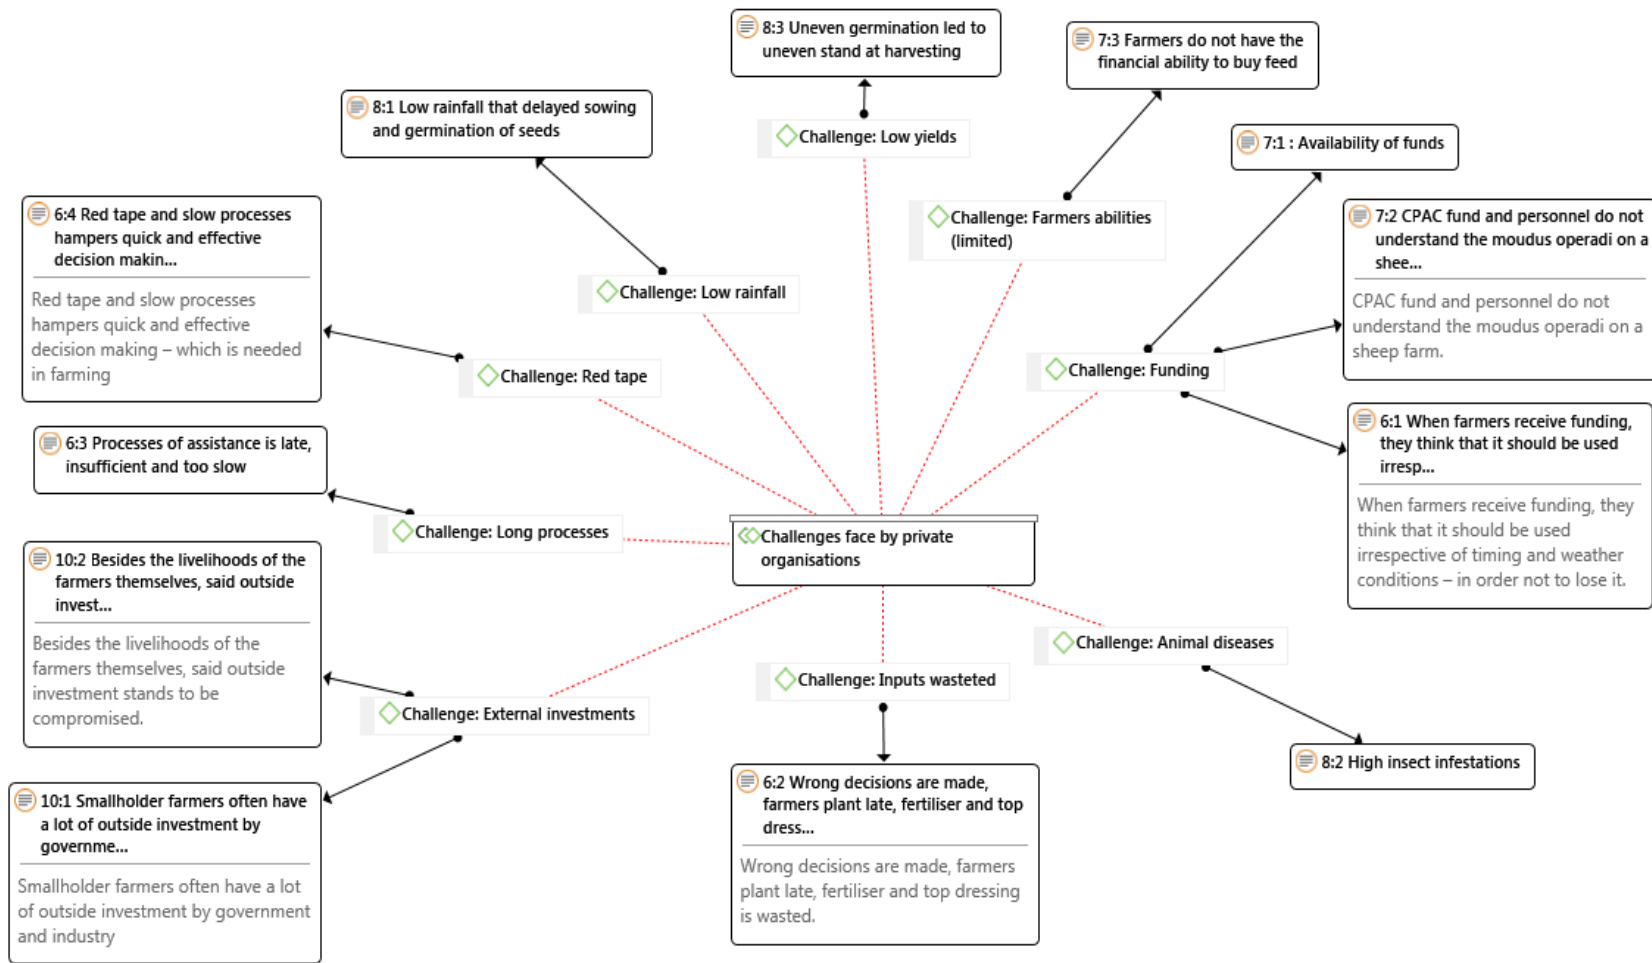 8:3 Uneven germination led to
uneven stand at harvesting
7:3 Farmers do not have the
financial ability to buy feed
8:1 Low rainfall that delayed sowing
and germination of seeds
Challenge: Low yields
7:1 : Availability of funds
6:4 Red tape and slow processes
hampers quick and effective
decision makin...
Red tape and slow processes
hampers quick and effective
decision making – which is needed
in farming
Challenge: Farmers abilities
(limited)
7:2 CPAC fund and personnel do not
understand the moudus operadi on a
shee...
CPAC fund and personnel do not
understand the moudus operadi on a
sheep farm.
Challenge: Low rainfall
Challenge: Red tape
Challenge: Funding
6:3 Processes of assistance is late,
insufficient and too slow
6:1 When farmers receive funding,
they think that it should be used
irresp...
When farmers receive funding, they
think that it should be used
irrespective of timing and weather
conditions – in order not to lose it.
Challenge: Long processes
Challenges face by private
organisations
10:2 Besides the livelihoods of the
farmers themselves, said outside
invest...
Besides the livelihoods of the
farmers themselves, said outside
investment stands to be
compromised.
Challenge: Animal diseases
Challenge: Inputs wasteted
Challenge: External investments
8:2 High insect infestations
10:1 Smallholder farmers often have
a lot of outside investment by
governme...
Smallholder farmers often have a lot
of outside investment by government
and industry
6:2 Wrong decisions are made,
farmers plant late, fertiliser and top
dress...
Wrong decisions are made, farmers
plant late, fertiliser and top dressing
is wasted.